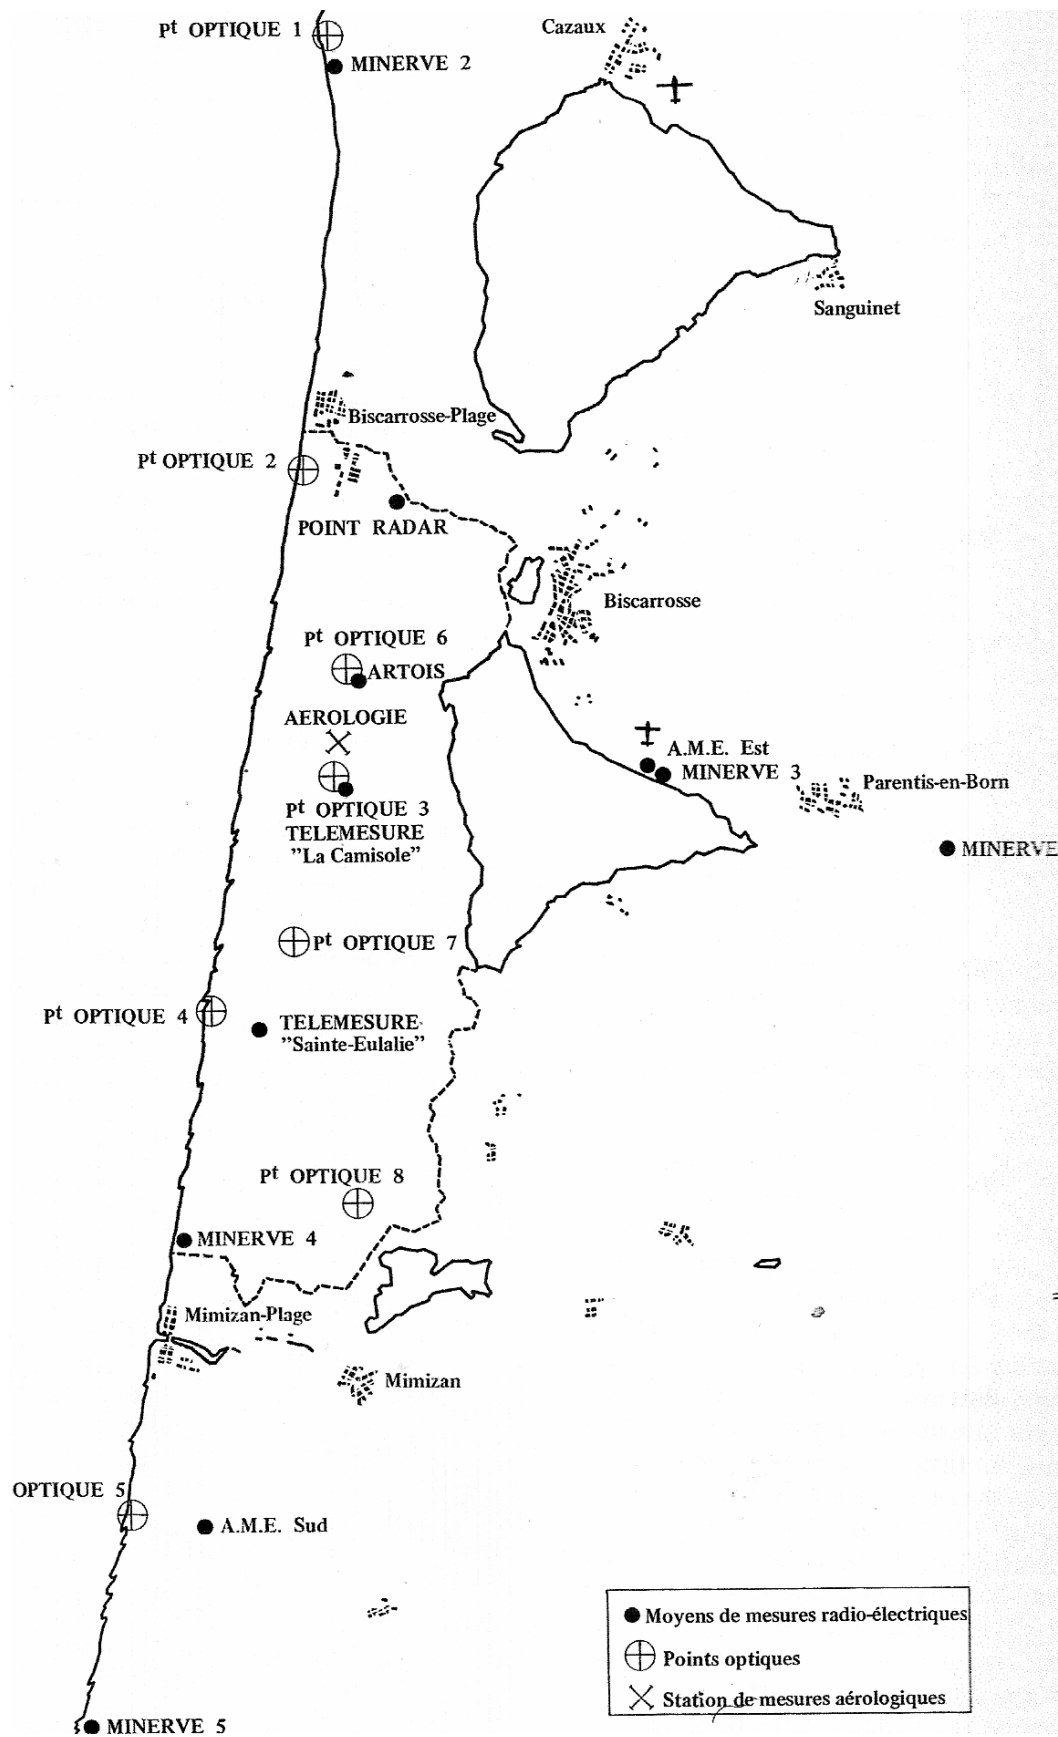 Pt OPTIQUE 1
MINERVE 2
Cazaux
Sanguinet
Biscarrosse-Plage
Pt OPTIQUE 2
POINT RADAR
Biscarrosse
Pt OPTIQUE 6
ARTOIS
AEROLOGIE
A.M.E. Est
MINERVE 3
Parentis-en-Born
Pt OPTIQUE 3
TELEMESURE
"La Camisole"
MINERVE
Pt OPTIQUE 7
Pt OPTIQUE 4
TELEMESURE
"Sainte-Eulalie"
Pt OPTIQUE 8
MINERVE 4
Mimizan-Plage
Mimizan
OPTIQUE 5
A.M.E. Sud
Moyens de mesures radio-électriques
Points optiques
Station de mesures aérologiques
MINERVE 5